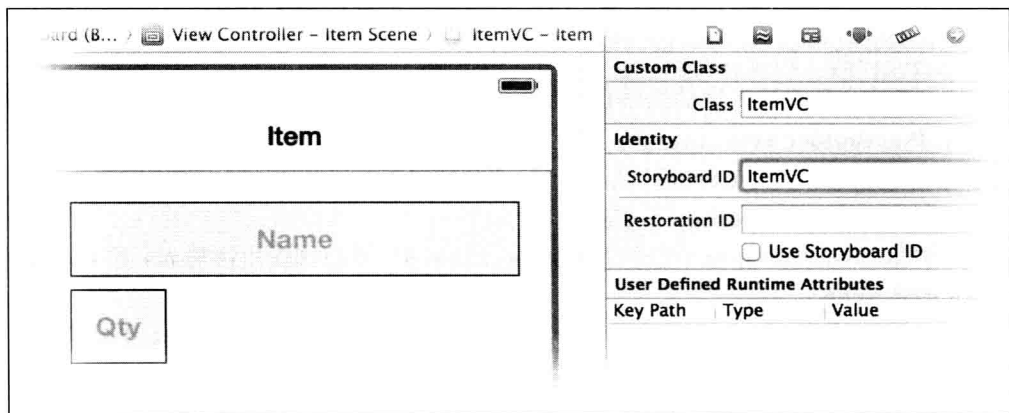 (B... › View Controller – Item Scene › ItemVC – Item
Item
Name
Qty
Custom Class
Class ItemVC
Identity
Storyboard ID ItemVC
Restoration ID
Use Storyboard ID
User Defined Runtime Attributes
Key Path Type Value